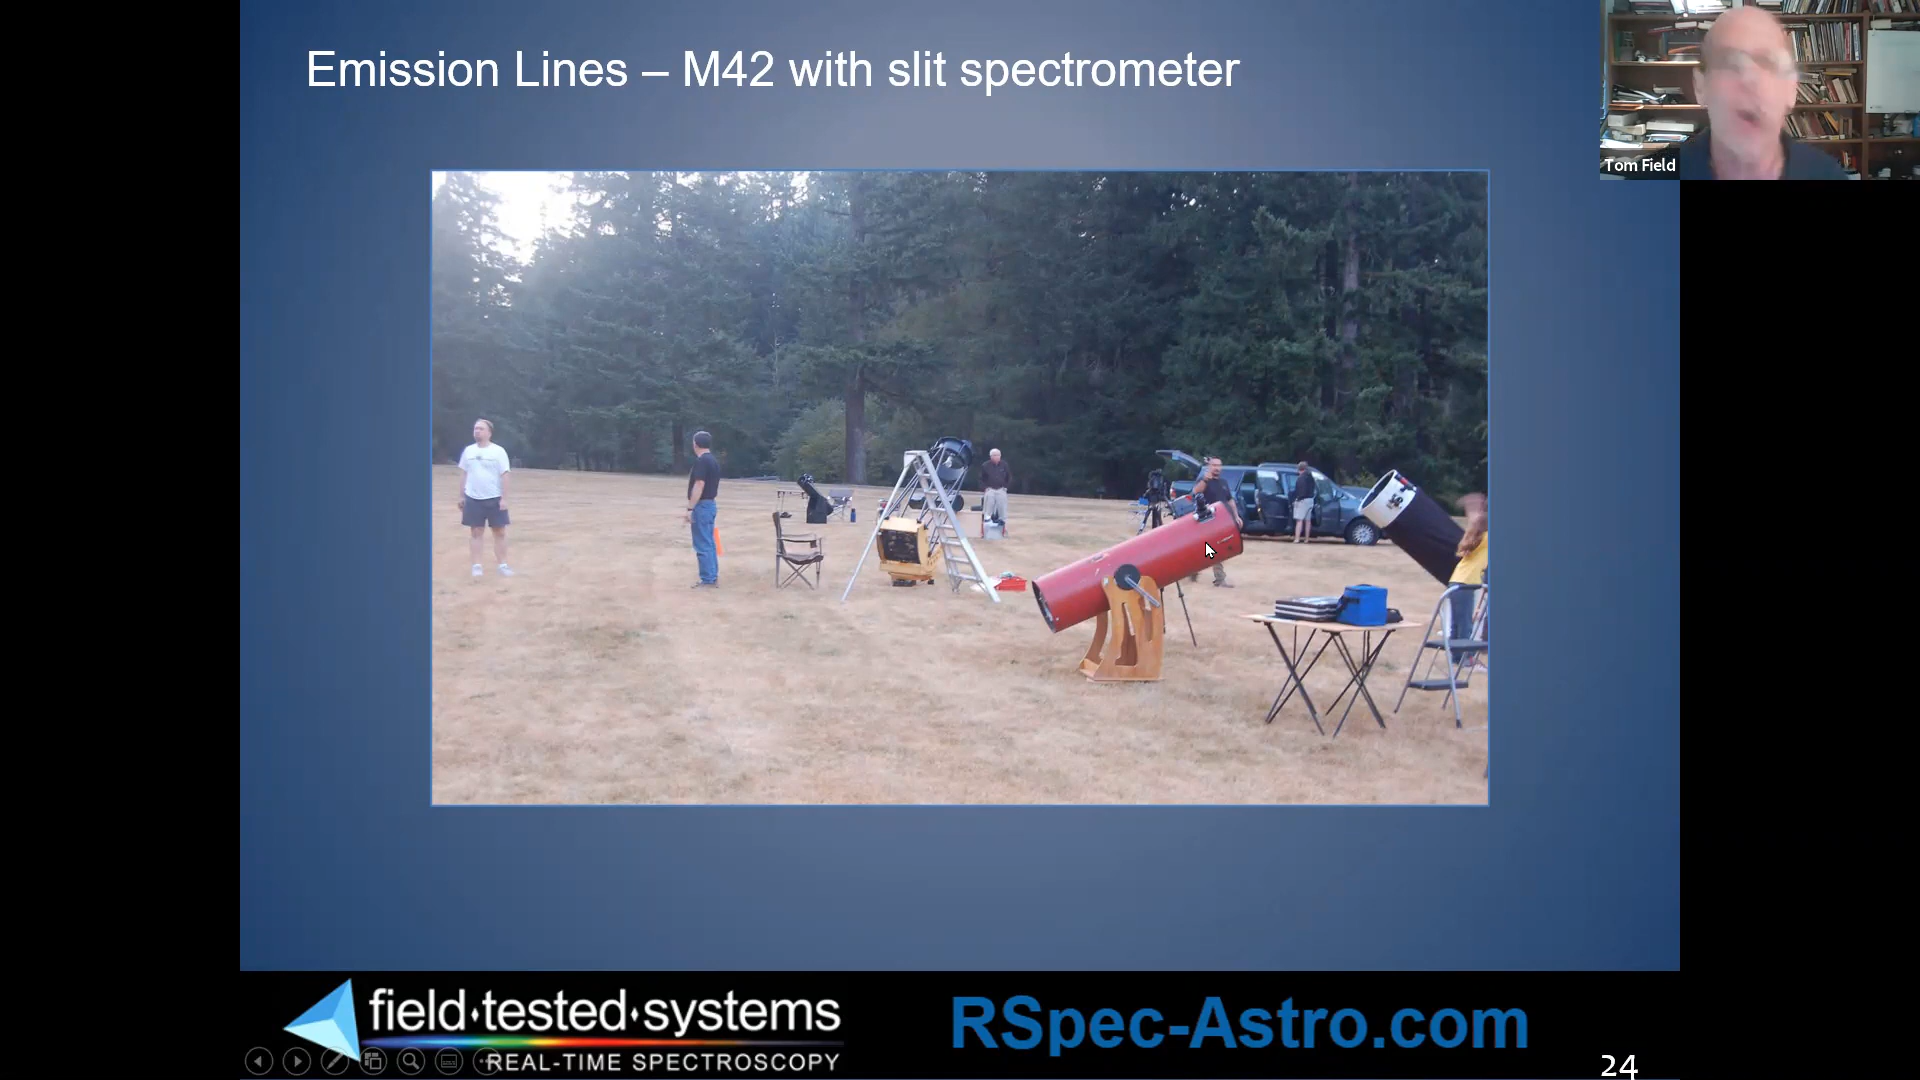 Emission Lines – M42 with slit spectrometer
Tom Field
field·tested·systems
REAL-TIME SPECTROSCOPY
RSpec-Astro.com
24